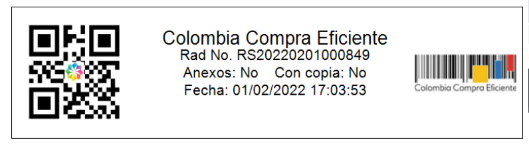 Colombia Compra Eficiente
Rad No. RS20220201000849
Anexos: No Con copia: No
Fecha: 01/02/2022 17:03:53
Colombia Compra Eficiente